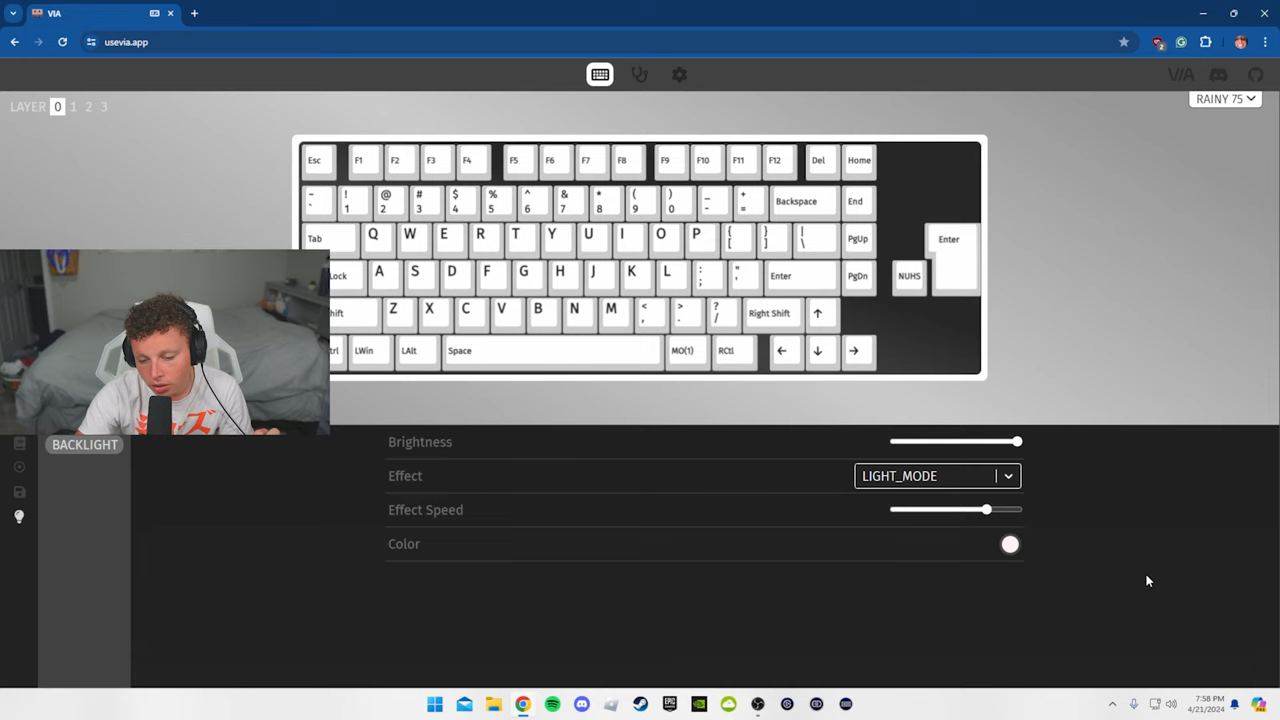 VIA
usevia.app
2
VIA
LAYER 0 1 2 3
RAINY 75
Esc F1 F2 F3 F4 F5 F6 F7 F8 F9 F10 F11 F12 Del Home
~ ! @ # $ % ^ & * ( ) _ + Backspace End
` 1 2 3 4 5 6 7 8 9 0 - =
Tab Q W E R T Y U I O P { } | PgUp Enter
[ ] \
Lock A S D F G H J K L : " Enter PgDn NUHS
; '
hift Z X C V B N M < > ? Right Shift ↑
, . /
trl LWin LAlt Space MO(1) RCtl ← ↓ →
BACKLIGHT
Brightness
Effect LIGHT_MODE
Effect Speed
Color
7:58 PM
4/21/2024